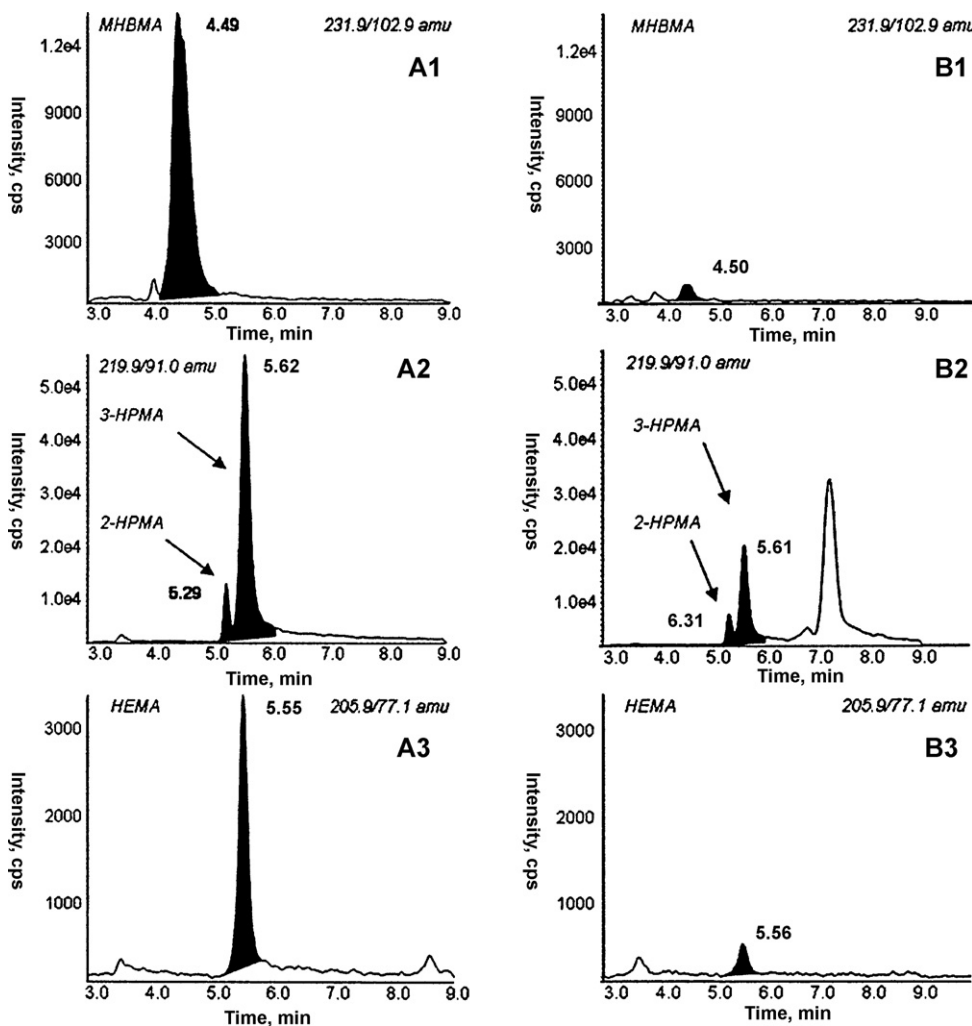 MHBMA 4.49 231.9/102.9 amu
A1
1.2e4
9000
6000
3000
Intensity, cps
3.0 4.0 5.0 6.0 7.0 8.0 9.0
Time, min
MHBMA 231.9/102.9 amu
B1
1.2e4
9000
6000
3000
Intensity, cps
4.50
3.0 4.0 5.0 6.0 7.0 8.0 9.0
Time, min
219.9/91.0 amu 5.62
A2
5.0e4
4.0e4
3.0e4
2.0e4
1.0e4
Intensity, cps
3-HPMA
2-HPMA
5.29
3.0 4.0 5.0 6.0 7.0 8.0 9.0
Time, min
219.9/91.0 amu
B2
5.0e4
4.0e4
3.0e4
2.0e4
1.0e4
Intensity, cps
3-HPMA
2-HPMA
5.61
6.31
3.0 4.0 5.0 6.0 7.0 8.0 9.0
Time, min
HEMA 5.55 205.9/77.1 amu
A3
3000
2000
1000
Intensity, cps
3.0 4.0 5.0 6.0 7.0 8.0 9.0
Time, min
HEMA 205.9/77.1 amu
B3
3000
2000
1000
Intensity, cps
5.56
3.0 4.0 5.0 6.0 7.0 8.0 9.0
Time, min